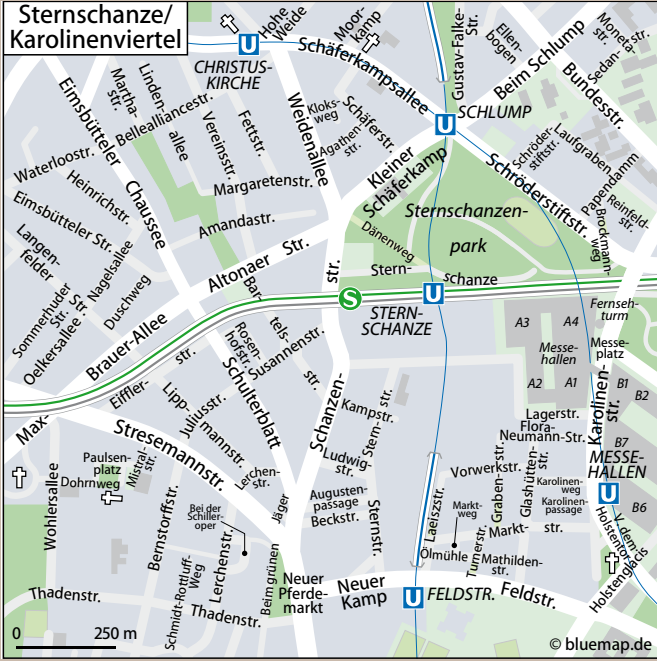 Sternschanze/
Karolinenviertel
Hohe
Weide
Moor-
kamp
U
CHRISTUS-
KIRCHE
Schäferkampsallee
Gustav-Falke-
Str.
Ellen-
bogen
Beim Schlump
Moneta-
str.
Sedan-
str.
Bundesstr.
U
SCHLUMP
Eimsbütteler
Chaussee
Martha-
str.
Linden-
allee
Bellealliancestr.
Vereinsstr.
Fettstr.
Weidenallee
Kloks-
weg
Schäferstr.
Agathen-
str.
Kleiner
Schäferkamp
Schröder-
stiftstr.
Laufgraben
Papendamm
Reinfeld-
str.
Brockmann-
weg
Schröderstiftstr.
Waterloostr.
Heinrichstr.
Eimsbütteler Str.
Margaretenstr.
Amandastr.
Altonaer Str.
Sternschanzen-
park
Dänenweg
Stern-
schanze
Langen-
felder
Str.
Nagelsallee
Duschweg
Sommerhuder
Str.
Oelkersallee
Max-
Brauer-Allee
S
U
STERN-
SCHANZE
Schanzen-
str.
Bar-
tels-
str.
Rosen-
hofstr.
Susannenstr.
Schulterblatt
Eiffler-
str.
Lipp-
mannstr.
Juliusstr.
Fernseh-
turm
A3
A4
Messe-
hallen
Messe-
platz
A2
A1
B1
B2
B7
B6
Karolinen-
str.
Lagerstr.
Flora-
Neumann-Str.
MESSE-
HALLEN
U
Kampstr.
Stern-
str.
Ludwig-
str.
Stresemannstr.
Paulsen-
platz
Dohrnweg
Mistral-
str.
Lerchen-
str.
Jäger
Augusten-
passage
Beckstr.
Sternstr.
Laeiszstr.
Vorwerkstr.
Markt-
weg
Graben-
str.
Glashütten-
str.
Karolinen-
weg
Karolinen-
passage
Markt-
str.
Ölmühle
Turnerstr.
Mathilden-
str.
V. dem
Holstentor
Holstenglacis
Wohlersallee
Bernstorffstr.
Bei der
Schiller-
oper
Lerchenstr.
Schmidt-Rottluff-
Weg
Beim grünen
Thadenstr.
Thadenstr.
Neuer
Pferde-
markt
Neuer
Kamp
U
FELDSTR.
Feldstr.
0
250 m
© bluemap.de